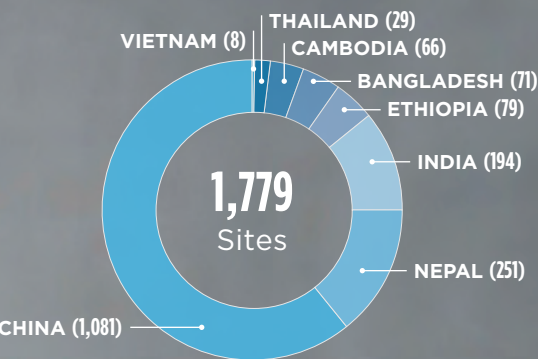 THAILAND (29)
VIETNAM (8)
CAMBODIA (66)
BANGLADESH (71)
ETHIOPIA (79)
INDIA (194)
1,779
Sites
NEPAL (251)
CHINA (1,081)